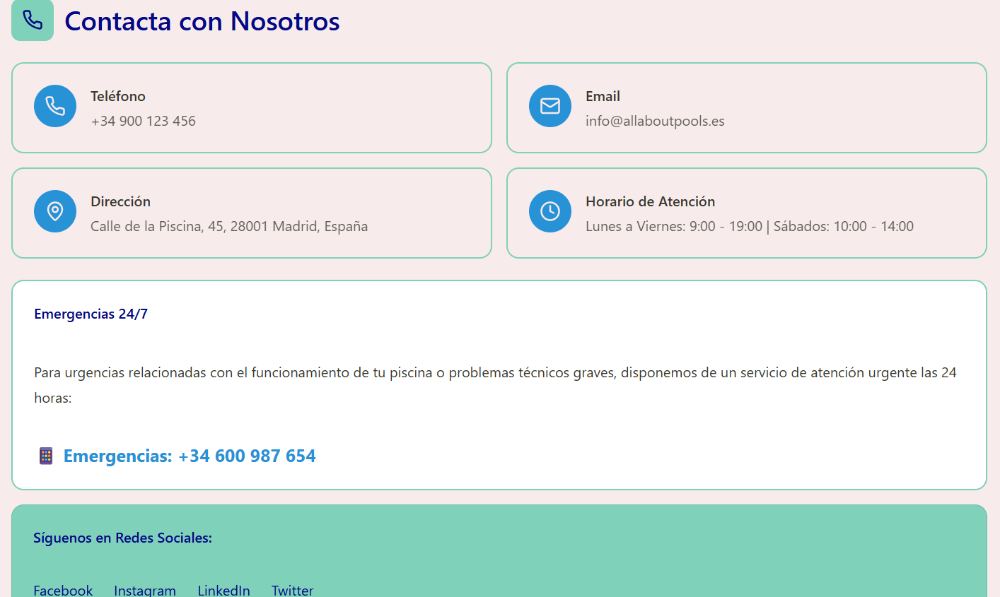 Contacta con Nosotros
Teléfono
+34 900 123 456
Email
info@allaboutpools.es
Dirección
Calle de la Piscina, 45, 28001 Madrid, España
Horario de Atención
Lunes a Viernes: 9:00 - 19:00 | Sábados: 10:00 - 14:00
Emergencias 24/7
Para urgencias relacionadas con el funcionamiento de tu piscina o problemas técnicos graves, disponemos de un servicio de atención urgente las 24
horas:
Emergencias: +34 600 987 654
Síguenos en Redes Sociales:
Facebook Instagram LinkedIn Twitter